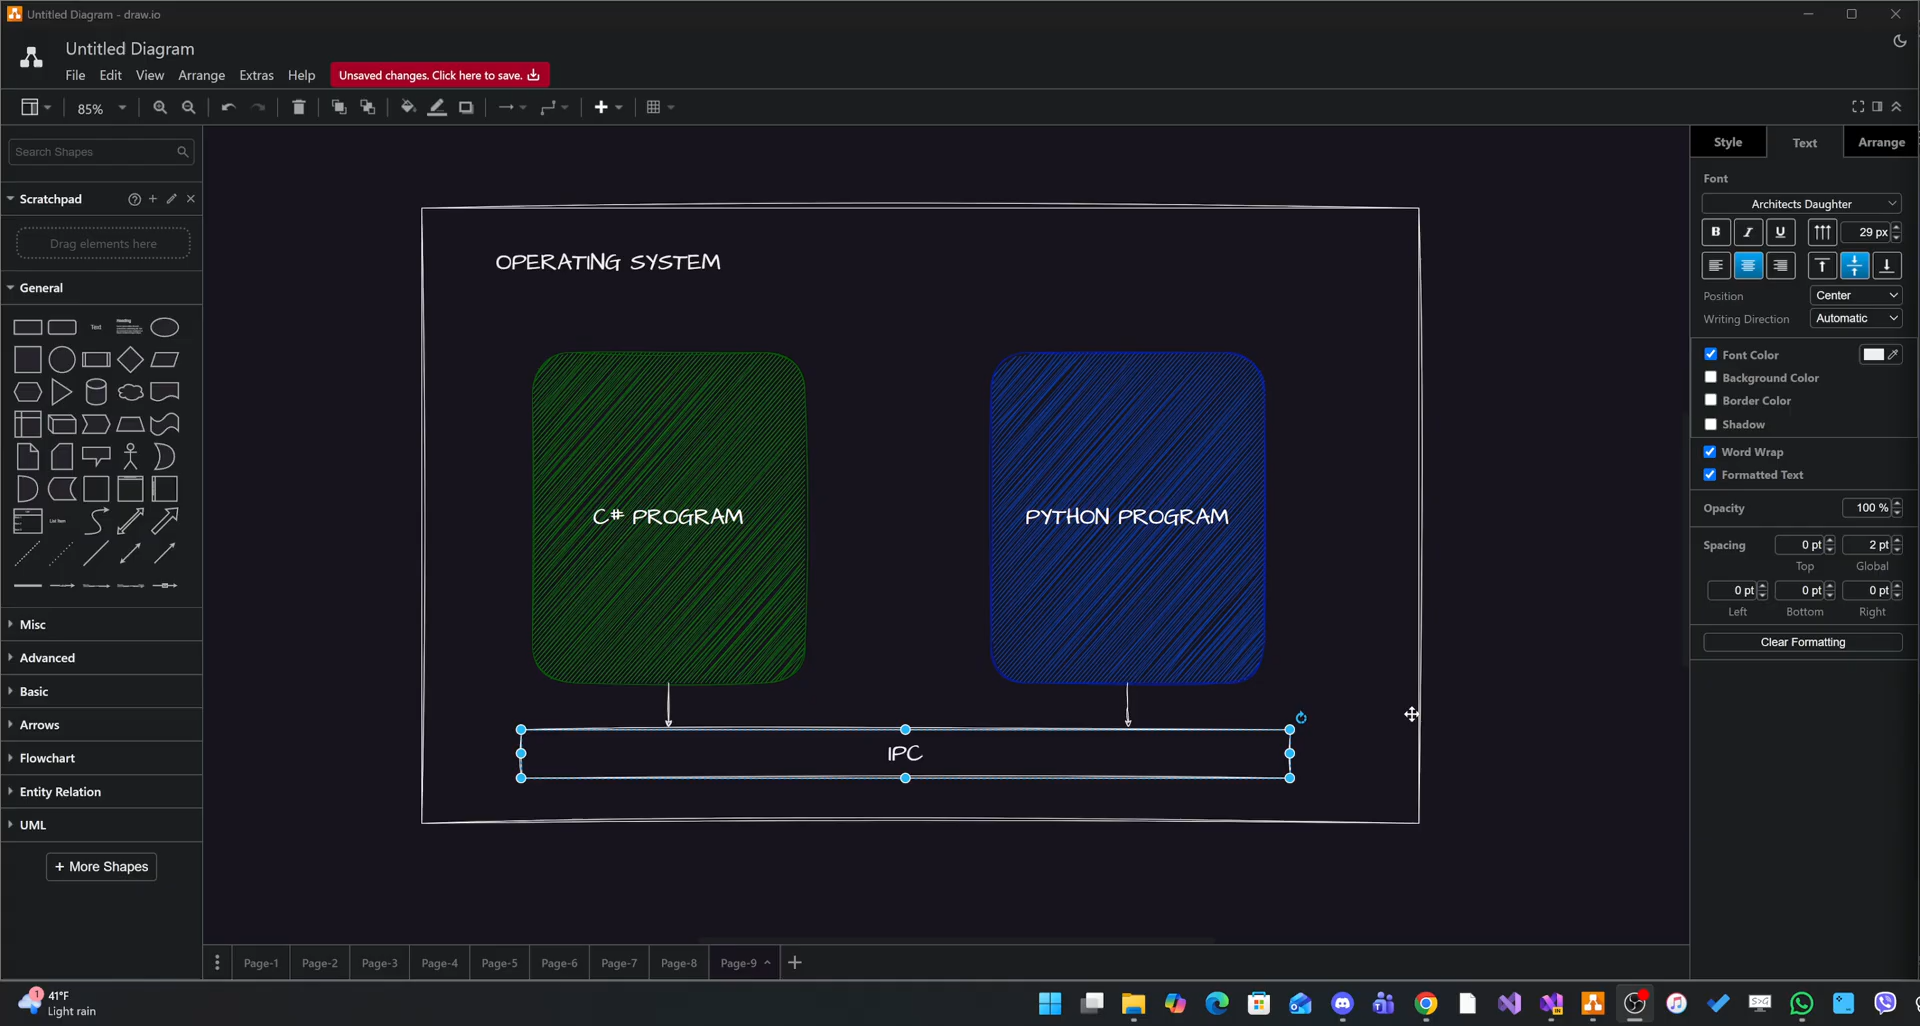 Untitled Diagram - draw.io
Untitled Diagram
File Edit View Arrange Extras Help Unsaved changes. Click here to save.
85%
Search Shapes
Scratchpad
Drag elements here
General
Text
Heading
List Item
Misc
Advanced
Basic
Arrows
Flowchart
Entity Relation
UML
+ More Shapes
OPERATING SYSTEM
C# PROGRAM
PYTHON PROGRAM
IPC
Style Text Arrange
Font
Architects Daughter
B I U 29 px
Position Center
Writing Direction Automatic
Font Color
Background Color
Border Color
Shadow
Word Wrap
Formatted Text
Opacity 100 %
Spacing 0 pt 2 pt
Top Global
0 pt 0 pt 0 pt
Left Bottom Right
Clear Formatting
Page-1 Page-2 Page-3 Page-4 Page-5 Page-6 Page-7 Page-8 Page-9
1
41°F
Light rain